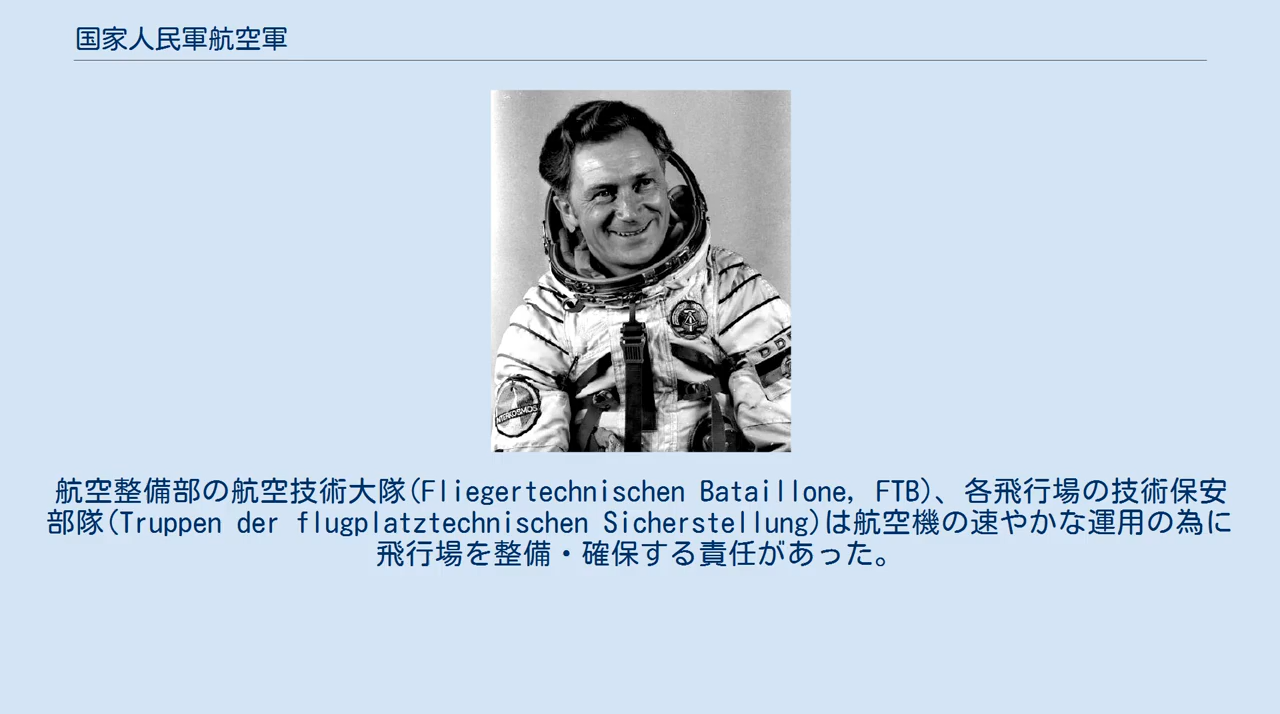 国家人民軍航空軍
INTERKOSMOS
航空整備部の航空技術大隊(Fliegertechnischen Bataillone, FTB)、各飛行場の技術保安
部隊(Truppen der flugplatztechnischen Sicherstellung)は航空機の速やかな運用の為に
飛行場を整備・確保する責任があった。